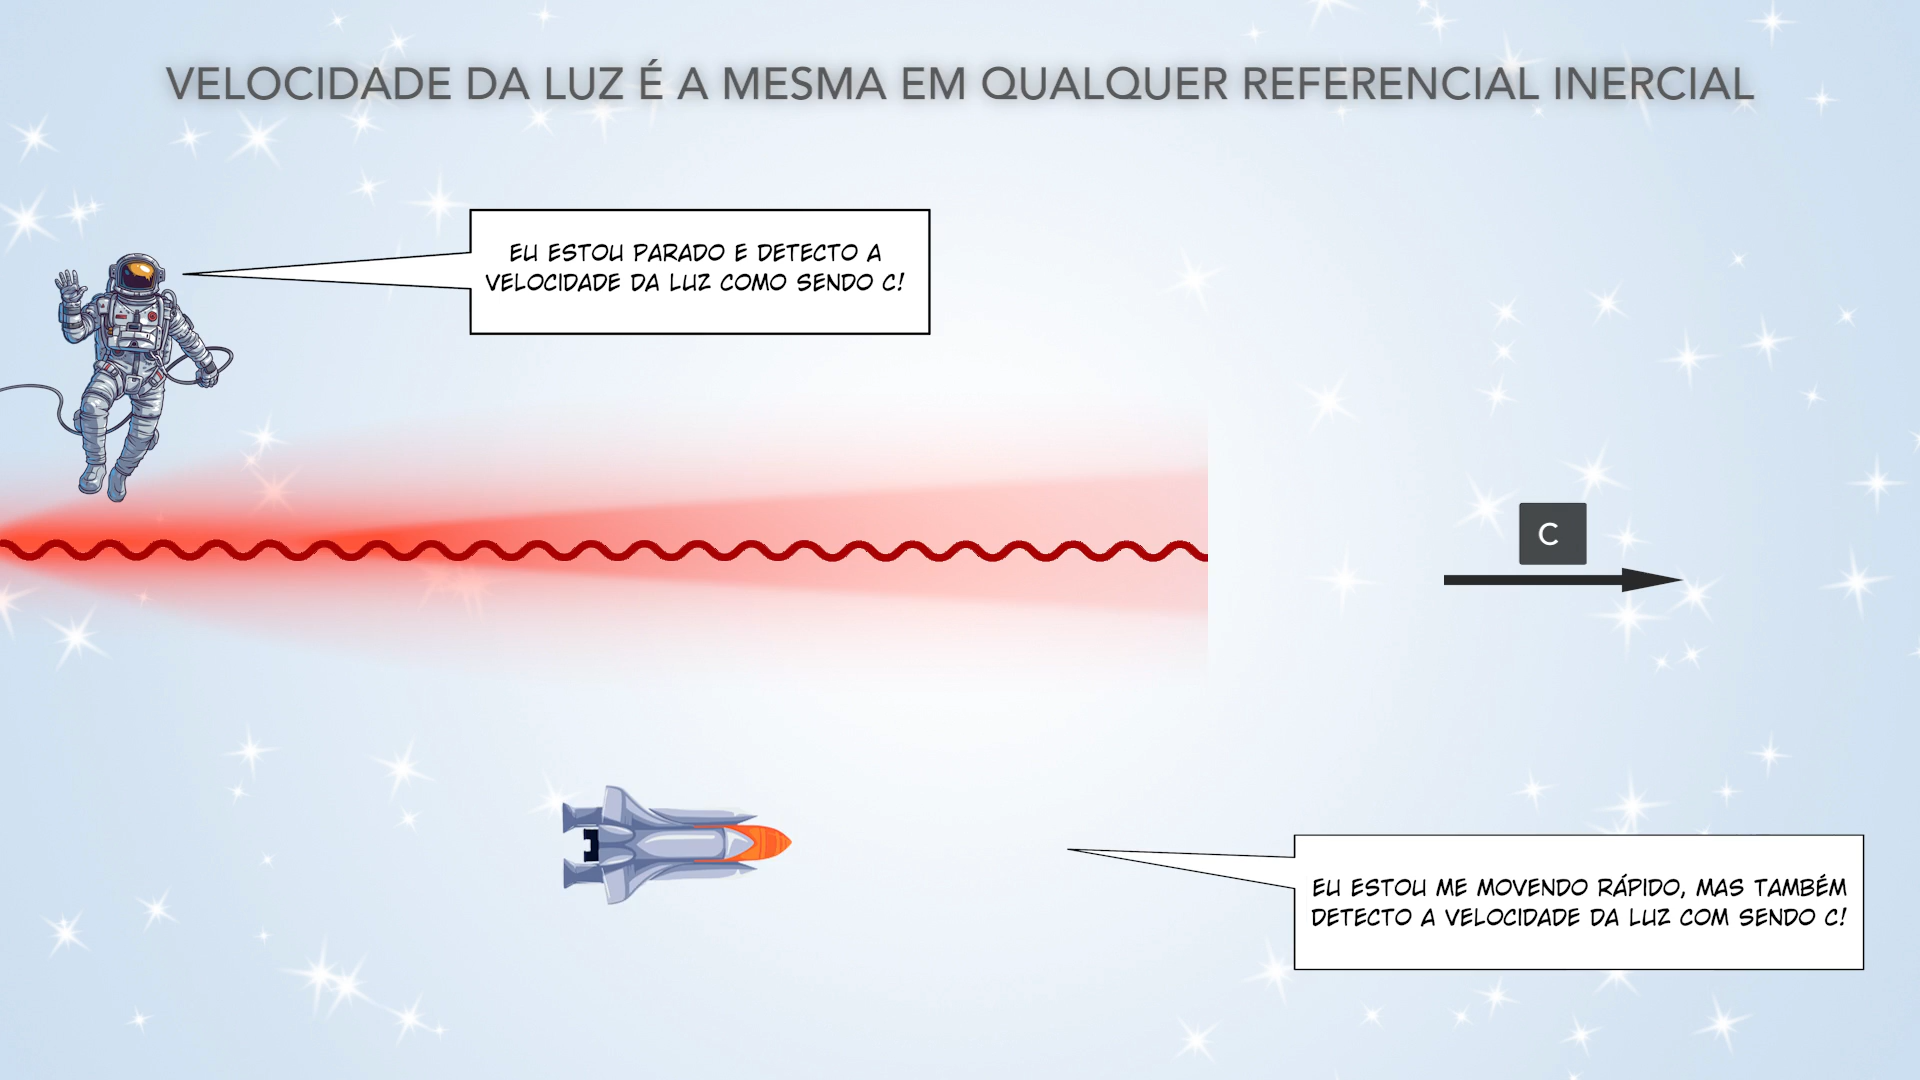 VELOCIDADE DA LUZ É A MESMA EM QUALQUER REFERENCIAL INERCIAL
EU ESTOU PARADO E DETECTO A
VELOCIDADE DA LUZ COMO SENDO C!
C
EU ESTOU ME MOVENDO RÁPIDO, MAS TAMBÉM
DETECTO A VELOCIDADE DA LUZ COM SENDO C!